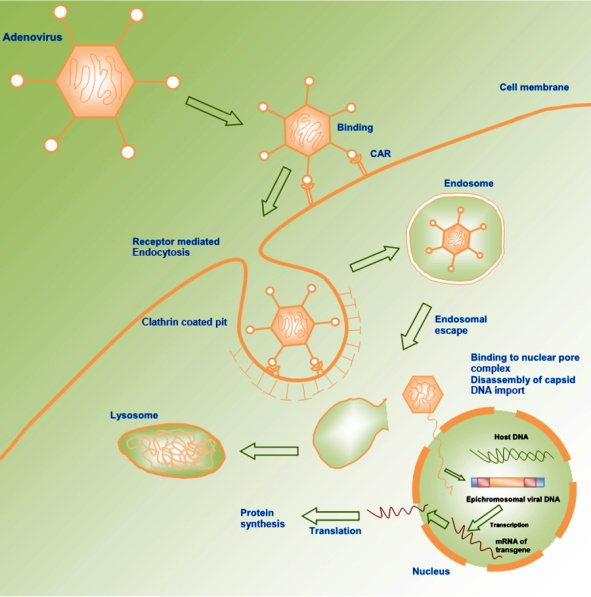 Adenovirus
Cell membrane
Binding
CAR
Endosome
Receptor mediated
Endocytosis
Clathrin coated pit
Endosomal
escape
Binding to nuclear pore
complex
Disassembly of capsid
DNA import
Lysosome
Host DNA
Epichromosomal viral DNA
Protein
synthesis
Translation
Transcription
mRNA of
transgene
Nucleus